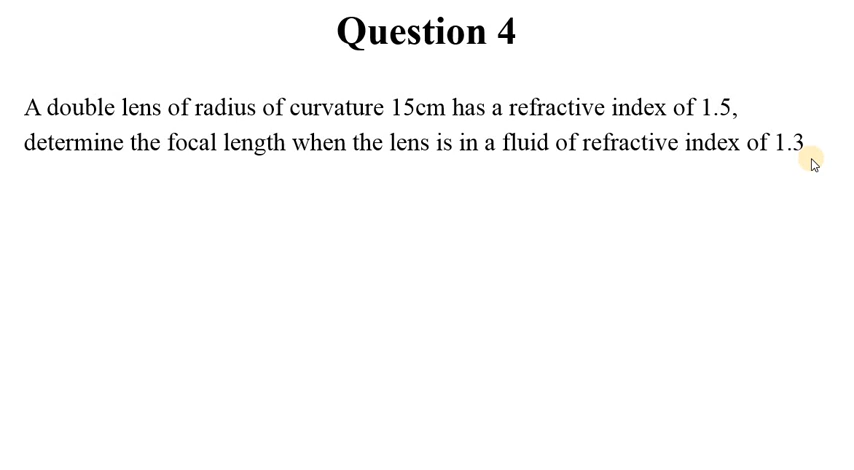 Question 4
A double lens of radius of curvature 15cm has a refractive index of 1.5,
determine the focal length when the lens is in a fluid of refractive index of 1.3